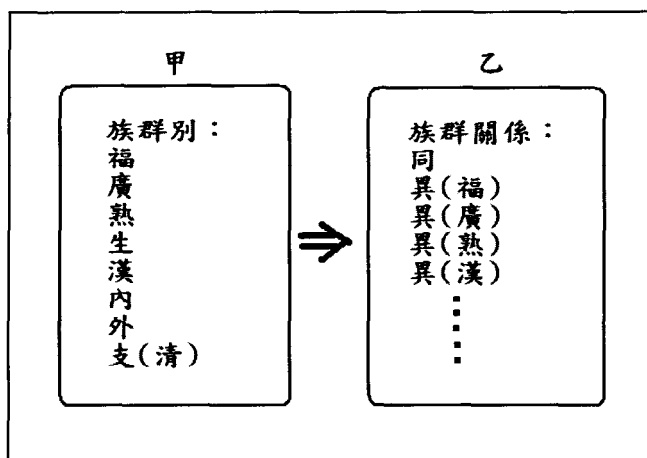 甲
族群別：
福
廣
熟
生
漢
內
外
支(清)
乙
族群關係：
同
異(福)
異(廣)
異(熟)
異(漢)